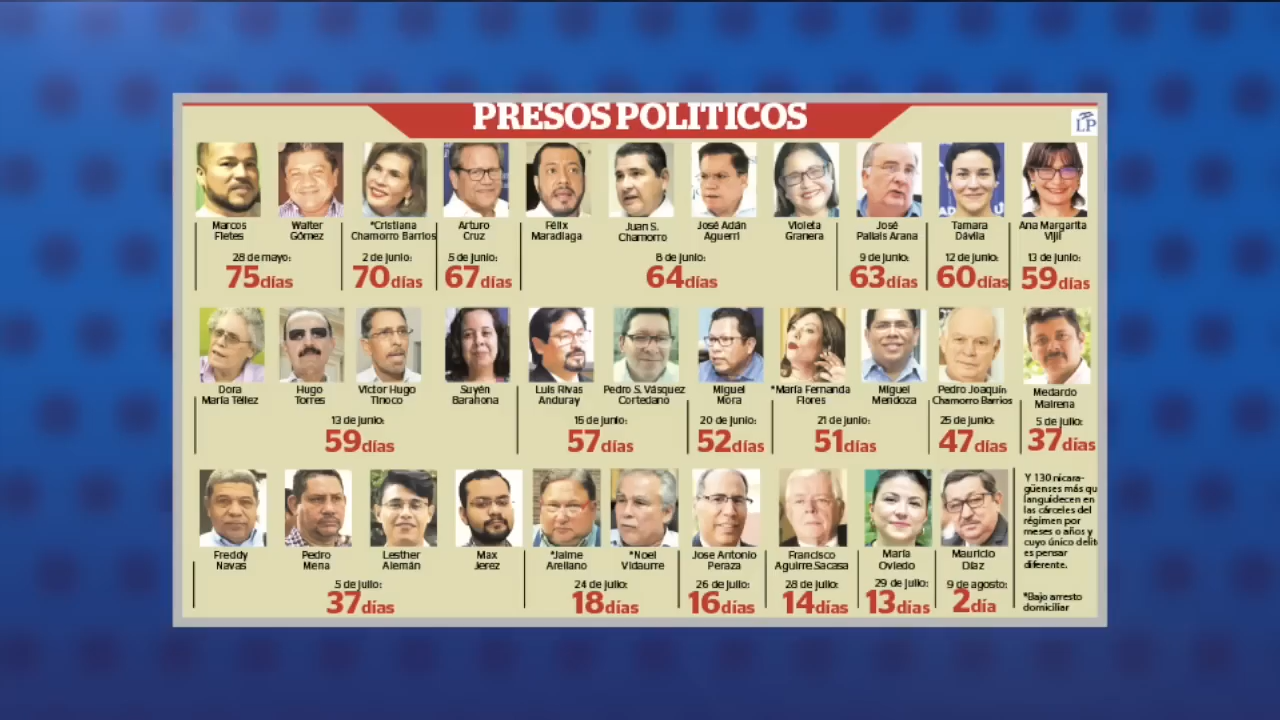 PRESOS POLITICOS
LP
Marcos
Fletes
Walter
Gómez
*Cristiana
Chamorro Barrios
Arturo
Cruz
Félix
Maradiaga
Juan S.
Chamorro
José Adán
Aguerri
Violeta
Granera
José
Pallais Arana
Tamara
Dávila
Ana Margarita
Vijil
28 de mayo:
75días
2 de junio:
70días
5 de junio:
67días
8 de junio:
64días
9 de junio:
63días
12 de junio:
60días
13 de junio:
59días
Dora
María Téllez
Hugo
Torres
Víctor Hugo
Tinoco
Suyén
Barahona
Luis Rivas
Anduray
Pedro S. Vásquez
Cortedano
Miguel
Mora
*María Fernanda
Flores
Miguel
Mendoza
Pedro Joaquín
Chamorro Barrios
Medardo
Mairena
13 de junio:
59días
15 de junio:
57días
20 de junio:
52días
21 de junio:
51días
25 de junio:
47días
5 de julio:
37días
Freddy
Navas
Pedro
Mena
Lesther
Alemán
Max
Jerez
*Jaime
Arellano
*Noel
Vidaurre
Jose Antonio
Peraza
Francisco
Aguirre Sacasa
María
Oviedo
Mauricio
Díaz
5 de julio:
37días
24 de julio:
18días
26 de julio:
16días
28 de julio:
14días
29 de julio:
13días
9 de agosto:
2día
Y 130 nicara-
güenses más qu
languidecen en
las cárceles del
régimen por
meses o años y
cuyo único delit
es pensar
diferente.
*Bajo arresto
domiciliar